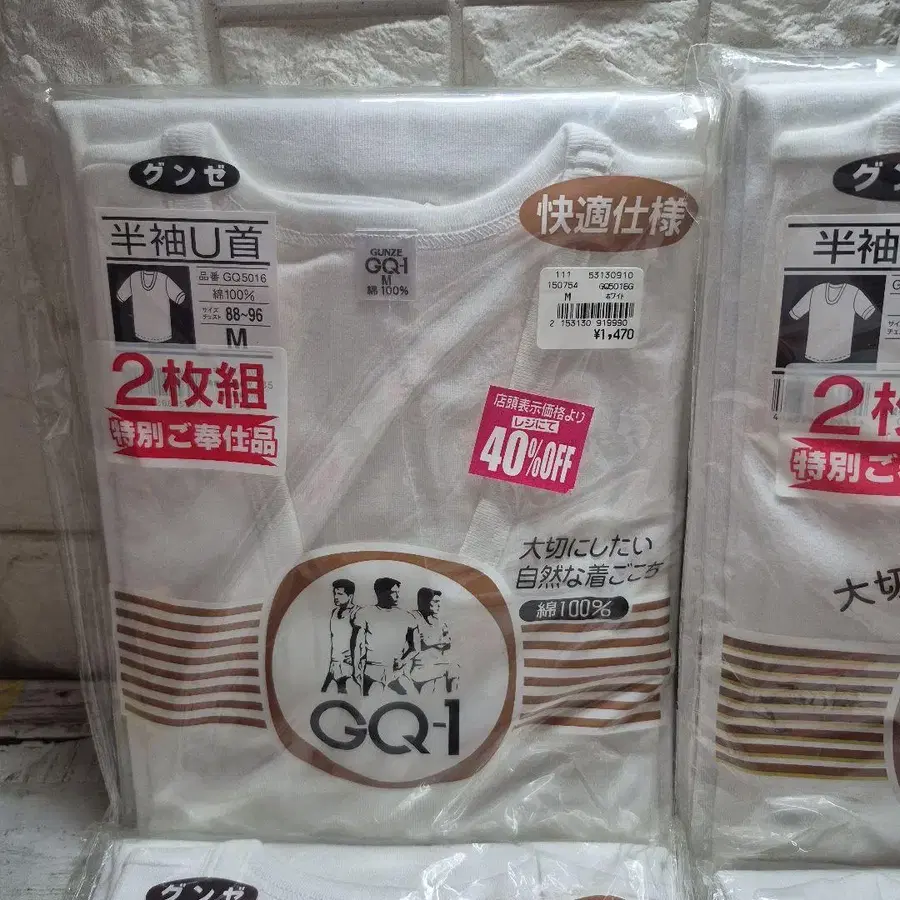 グンゼ
半袖U首
品番 GQ5016
綿100%
サイズ
チェスト 88~96
M
2枚組
特別ご奉仕品
GUNZE
GQ-1
M
綿100%
快適仕様
111 53130910
150754 GQ5016G
M ホワイト
2 153130 919990
¥1,470
店頭表示価格より
レジにて
40%OFF
大切にしたい
自然な着ごこち
綿100%
GQ-1
グン
半袖
2枚
特別ご
大切
グンゼ